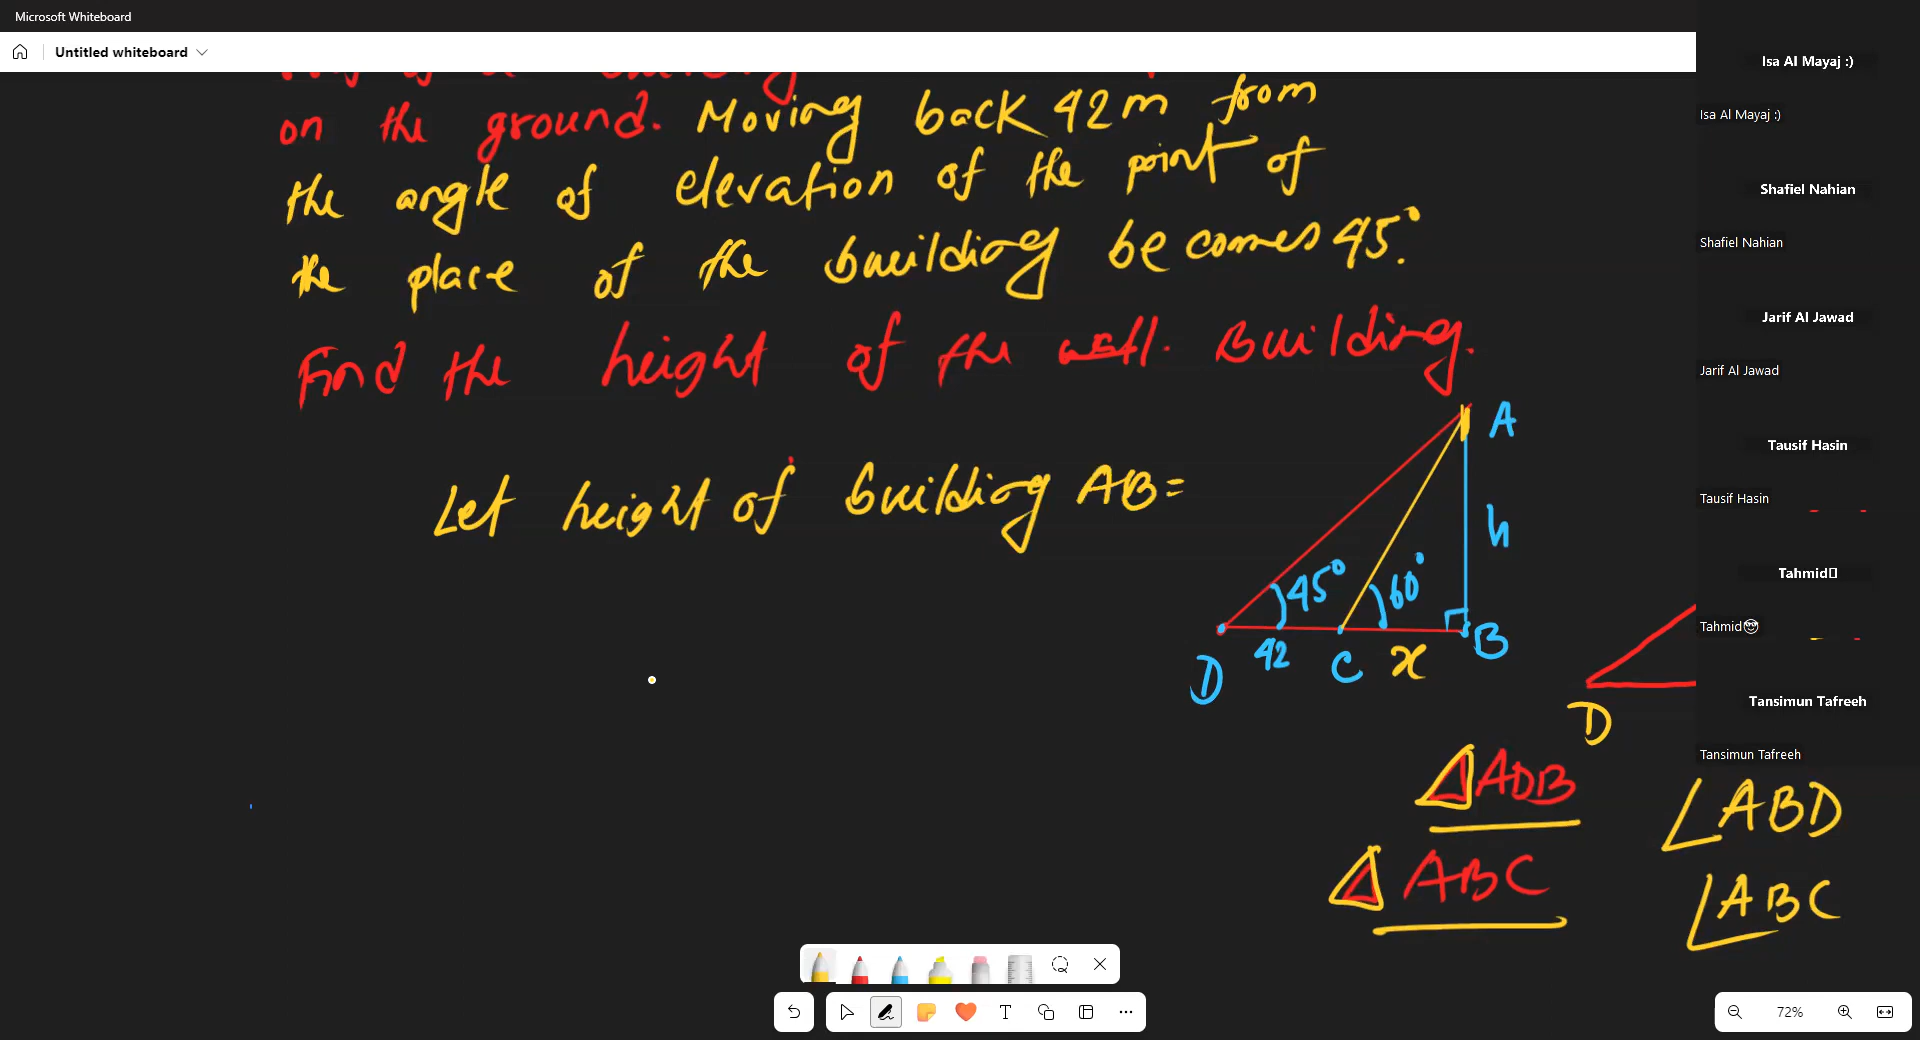 Microsoft Whiteboard
Untitled whiteboard
on the ground. Moving back 42m from
the angle of elevation of the point of
the place of the building becomes 45°.
Find the height of the well. Building.
Let height of building AB=
A
h
45°
60°
B
42
C
x
D
D
△ADB
△ABC
∠ABD
∠ABC
Isa Al Mayaj :)
Isa Al Mayaj :)
Shafiel Nahian
Shafiel Nahian
Jarif Al Jawad
Jarif Al Jawad
Tausif Hasin
Tausif Hasin
Tahmid
Tahmid😎
Tansimun Tafreeh
Tansimun Tafreeh
72%